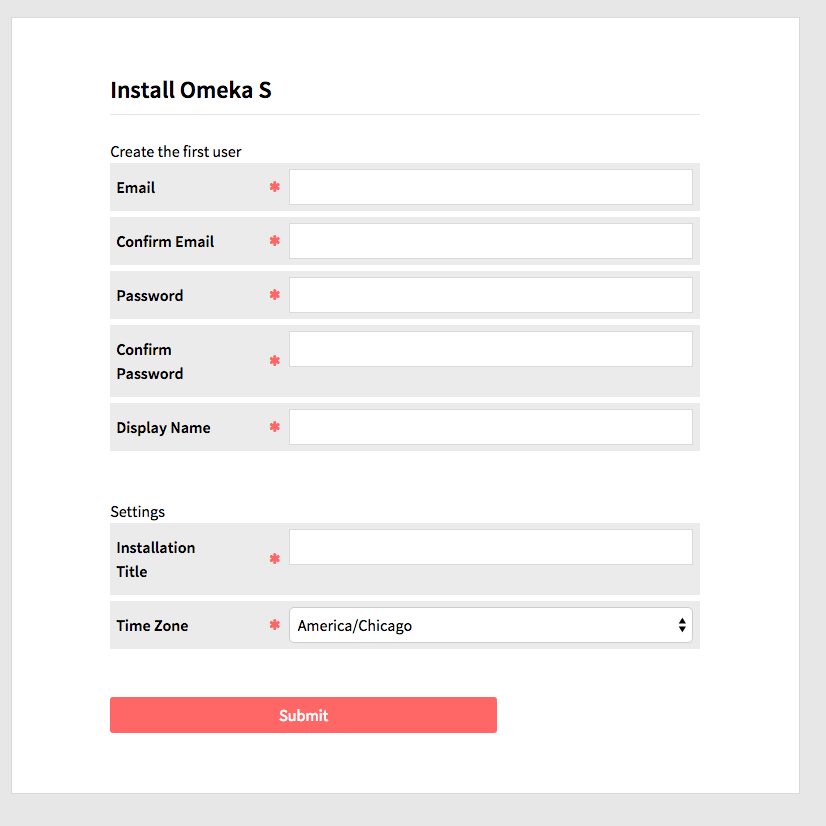 Install Omeka S
Create the first user
Email *
Confirm Email *
Password *
Confirm
Password *
Display Name *
Settings
Installation
Title *
Time Zone * America/Chicago
Submit